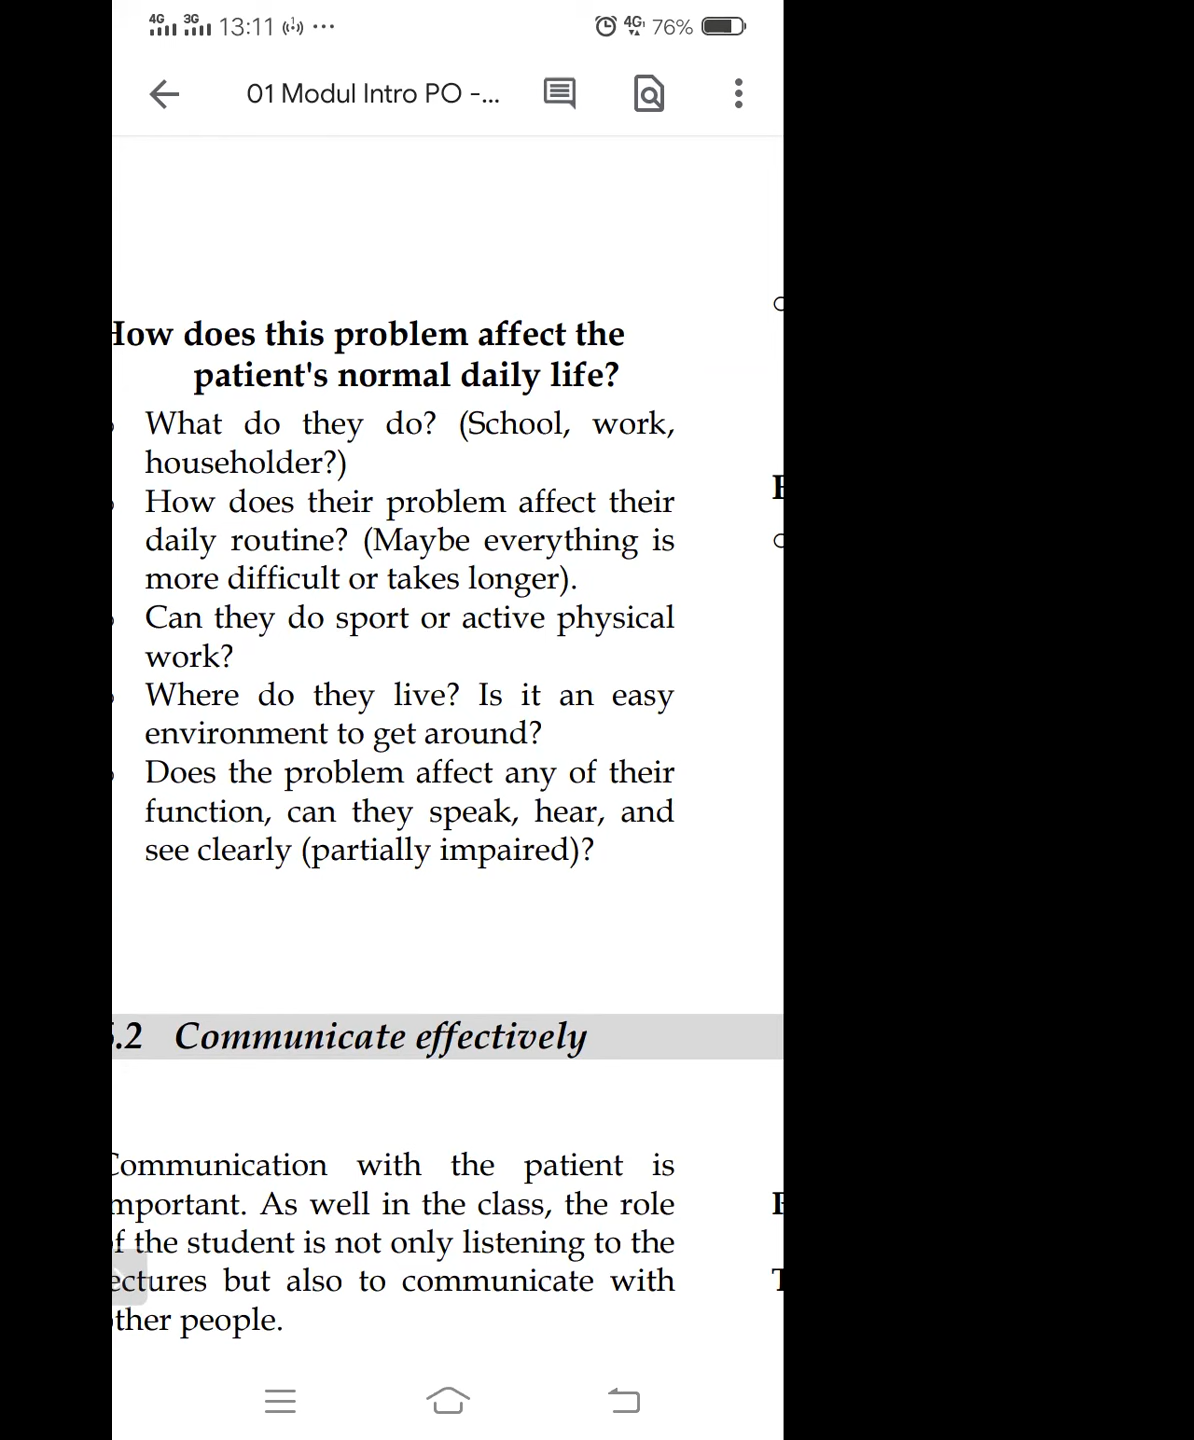 4G 3G 13:11 ... 4G 76%
01 Modul Intro PO -...
How does this problem affect the
patient's normal daily life?
What do they do? (School, work,
householder?)
How does their problem affect their
daily routine? (Maybe everything is
more difficult or takes longer).
Can they do sport or active physical
work?
Where do they live? Is it an easy
environment to get around?
Does the problem affect any of their
function, can they speak, hear, and
see clearly (partially impaired)?
.2 Communicate effectively
Communication with the patient is
mportant. As well in the class, the role
f the student is not only listening to the
ectures but also to communicate with
ther people.